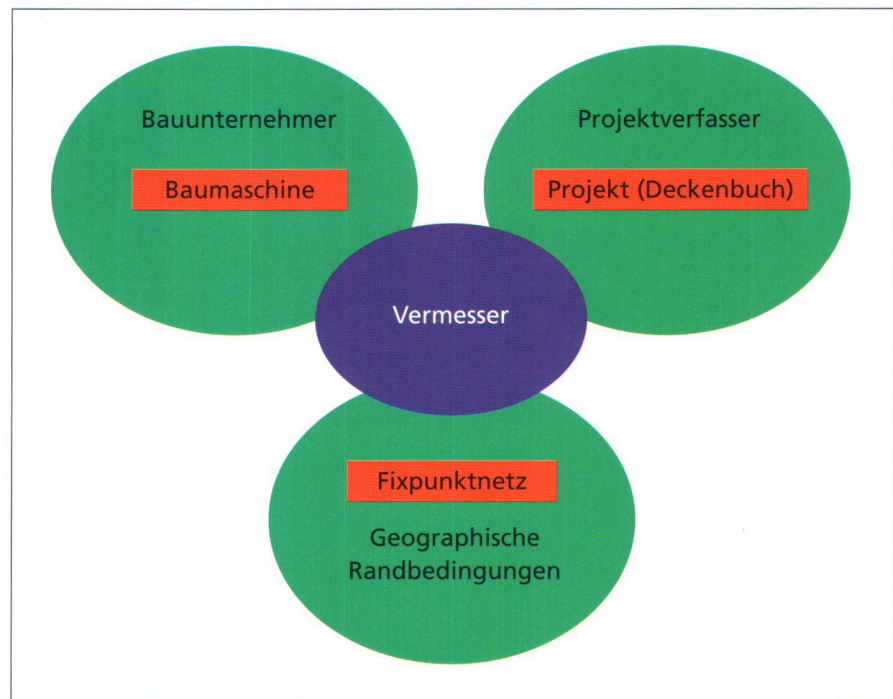 Bauunternehmer
Baumaschine
Projektverfasser
Projekt (Deckenbuch)
Vermesser
Fixpunktnetz
Geographische
Randbedingungen